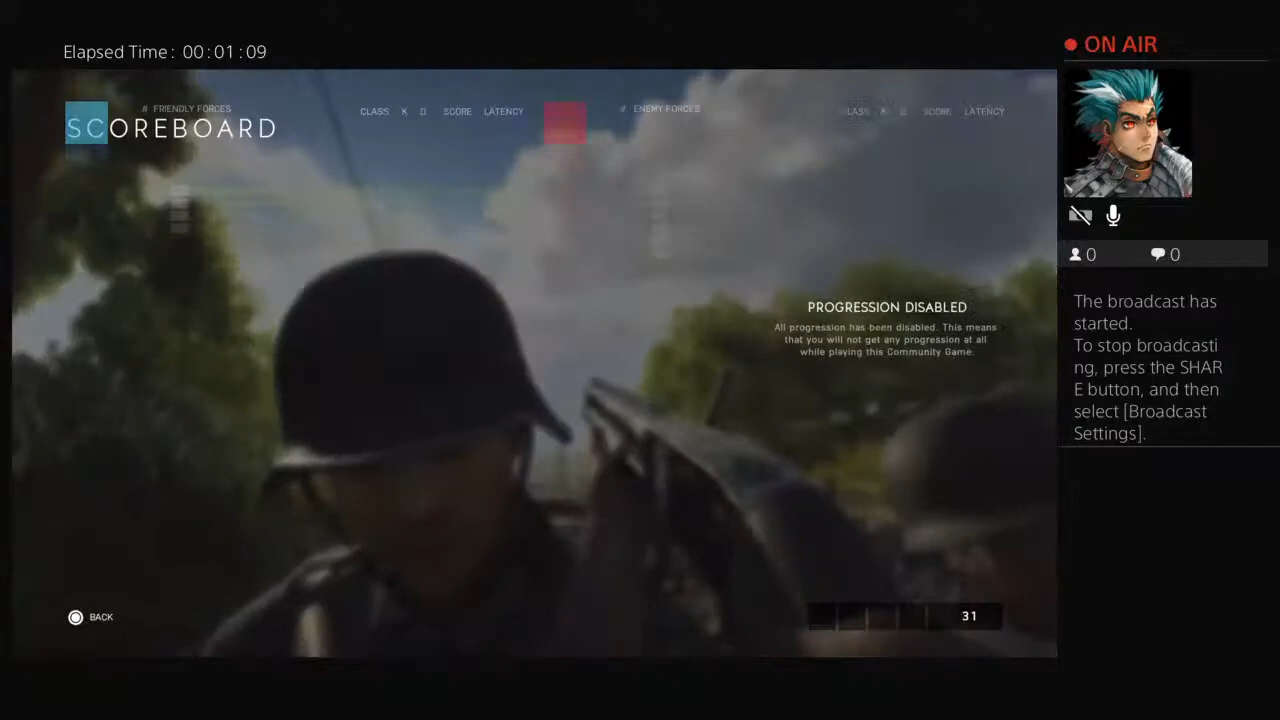 Elapsed Time: 00:01:09
ON AIR
# FRIENDLY FORCES
CLASS K D SCORE LATENCY
# ENEMY FORCES
K SCORE LATENCY
SCOREBOARD
0 0
PROGRESSION DISABLED
All progression has been disabled. This means
that you will not get any progression at all
while playing this Community Game.
The broadcast has
started.
To stop broadcasti
ng, press the SHAR
E button, and then
select [Broadcast
Settings].
BACK
31